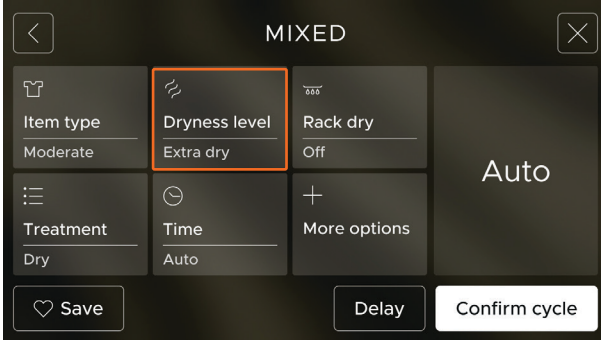 MIXED
Item type
Moderate
Dryness level
Extra dry
Rack dry
Off
Auto
Treatment
Dry
Time
Auto
More options
Save
Delay
Confirm cycle